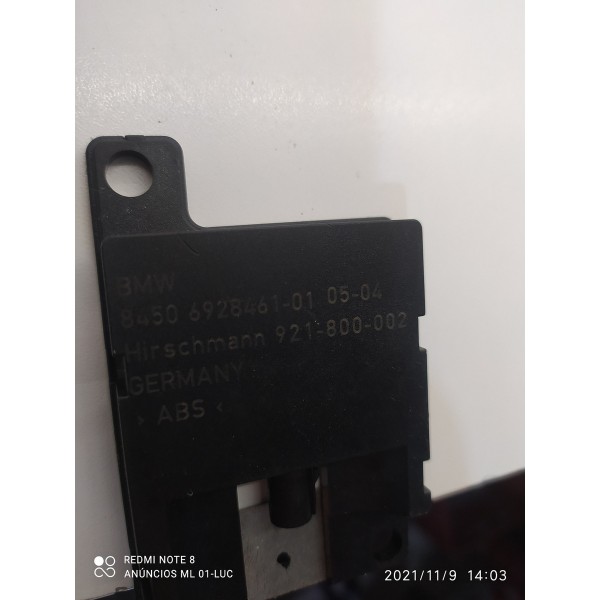 BMW
8450 6928461-01 05-04
Hirschmann 921-800-002
GERMANY
> ABS <
REDMI NOTE 8
ANÚNCIOS ML 01-LUC
2021/11/9 14:03